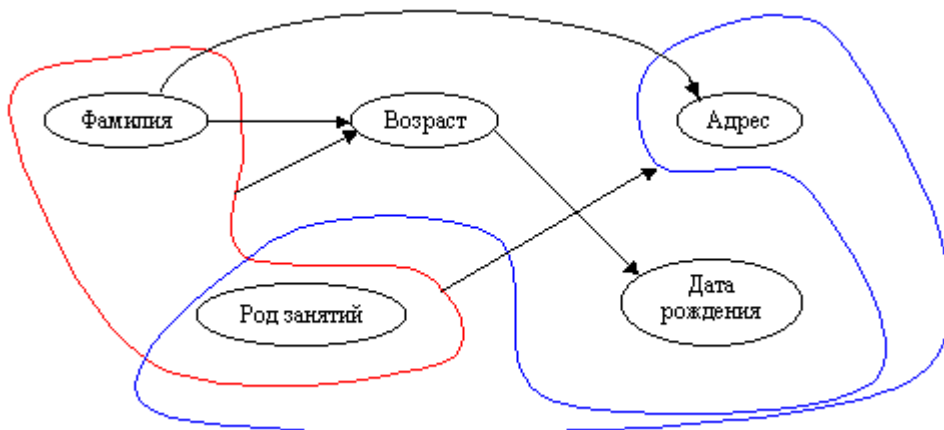 Фамилия
Возраст
Адрес
Род занятий
Дата
рождения